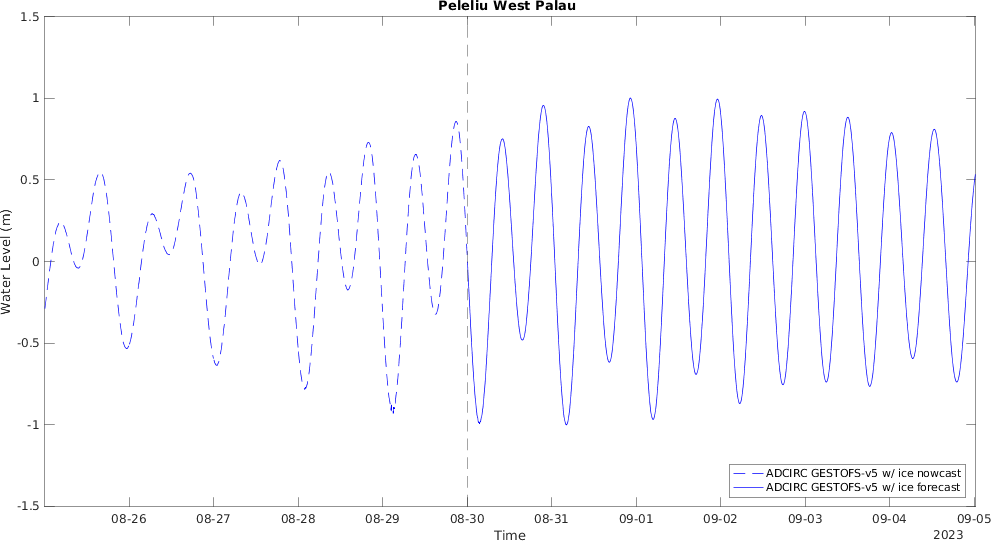 Peleliu West Palau
1.5
1
0.5
0
-0.5
-1
-1.5
Water Level (m)
ADCIRC GESTOFS-v5 w/ ice nowcast
ADCIRC GESTOFS-v5 w/ ice forecast
08-26 08-27 08-28 08-29 08-30 08-31 09-01 09-02 09-03 09-04 09-05
Time
2023